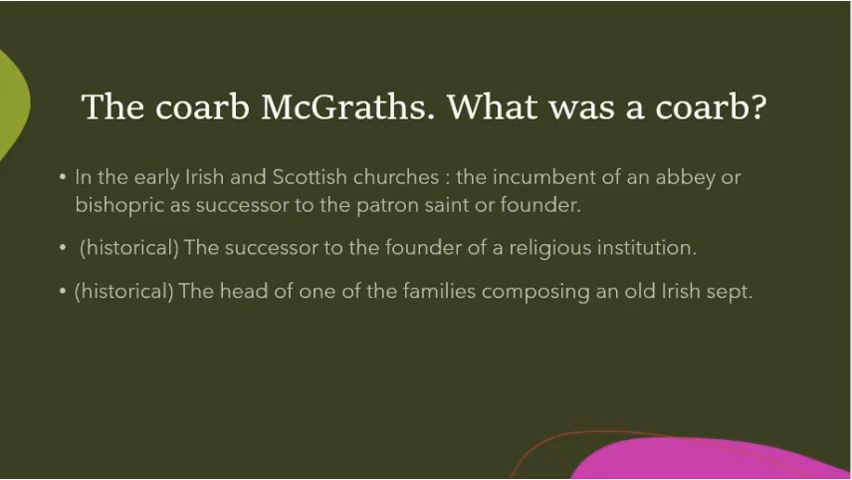 The coarb McGraths. What was a coarb?
• In the early Irish and Scottish churches : the incumbent of an abbey or
bishopric as successor to the patron saint or founder.
• (historical) The successor to the founder of a religious institution.
• (historical) The head of one of the families composing an old Irish sept.